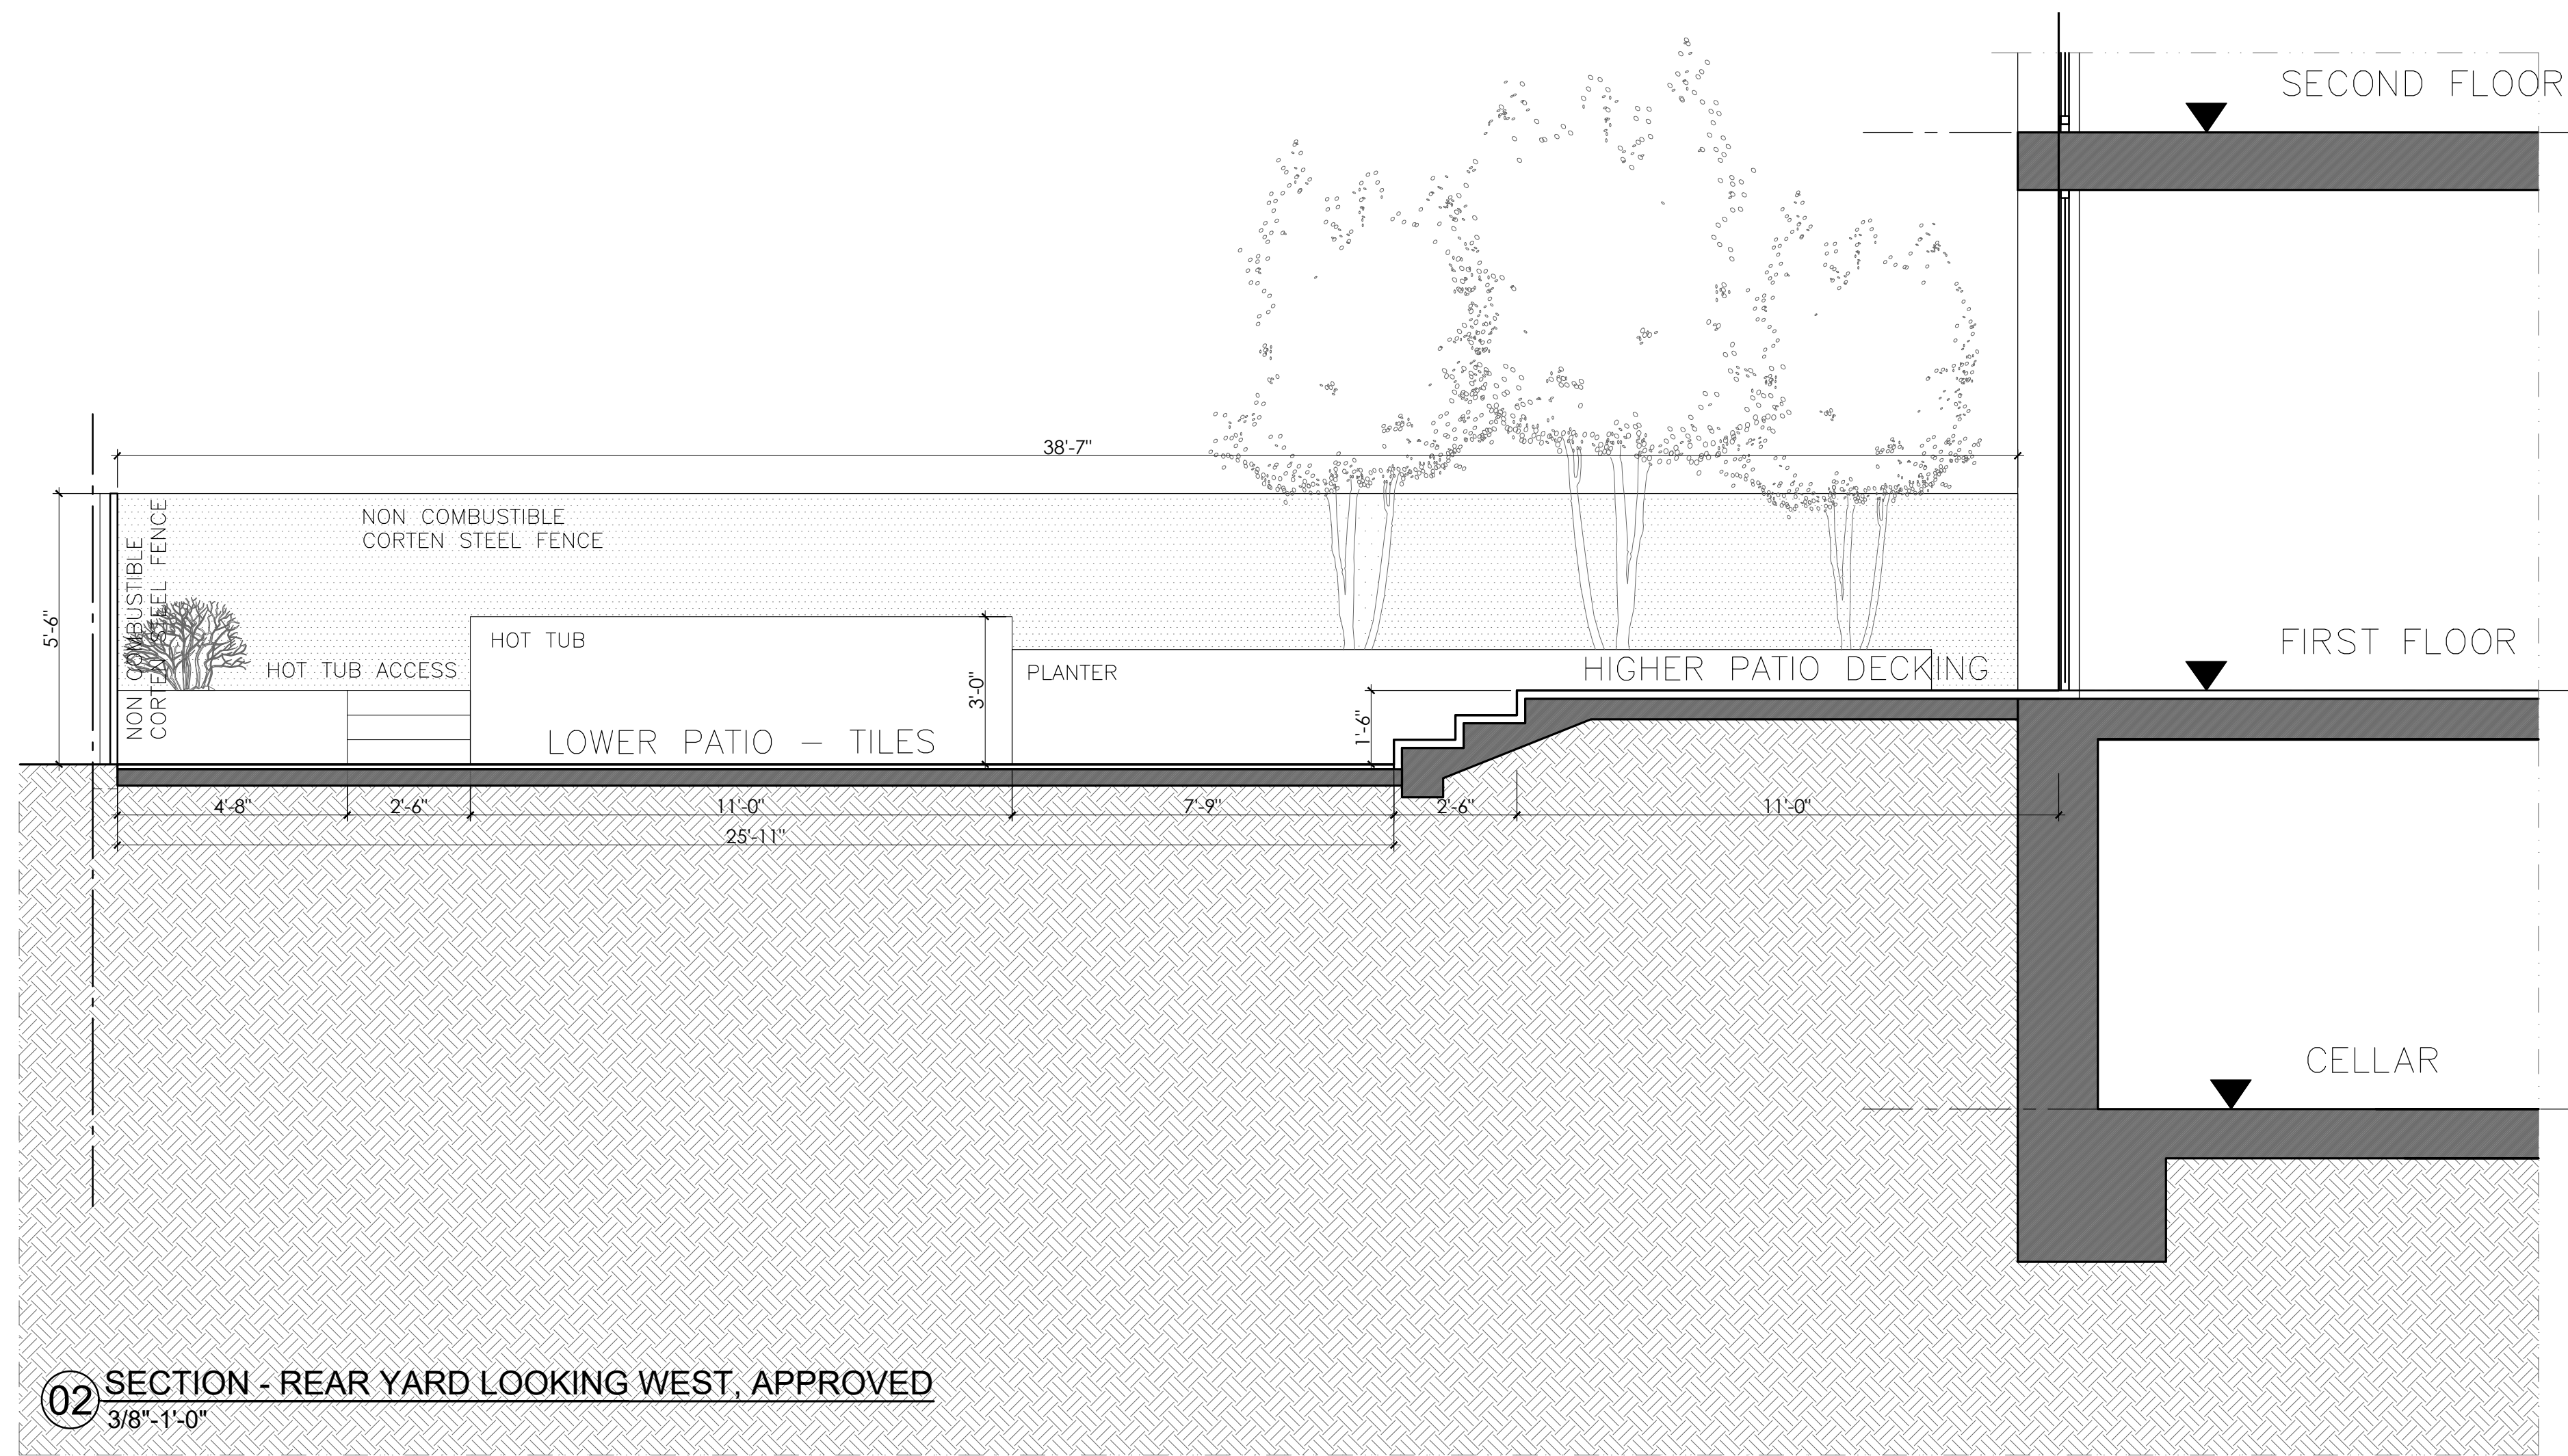 SECOND FLOOR
38'-7"
NON COMBUSTIBLE
CORTEN STEEL FENCE
NON COMBUSTIBLE
CORTEN STEEL FENCE
5'-6"
HOT TUB ACCESS
HOT TUB
3'-0"
PLANTER
HIGHER PATIO DECKING
FIRST FLOOR
LOWER PATIO – TILES
1'-6"
4'-8"
2'-6"
11'-0"
7'-9"
2'-6"
11'-0"
25'-11"
CELLAR
02
SECTION - REAR YARD LOOKING WEST, APPROVED
3/8"-1'-0"